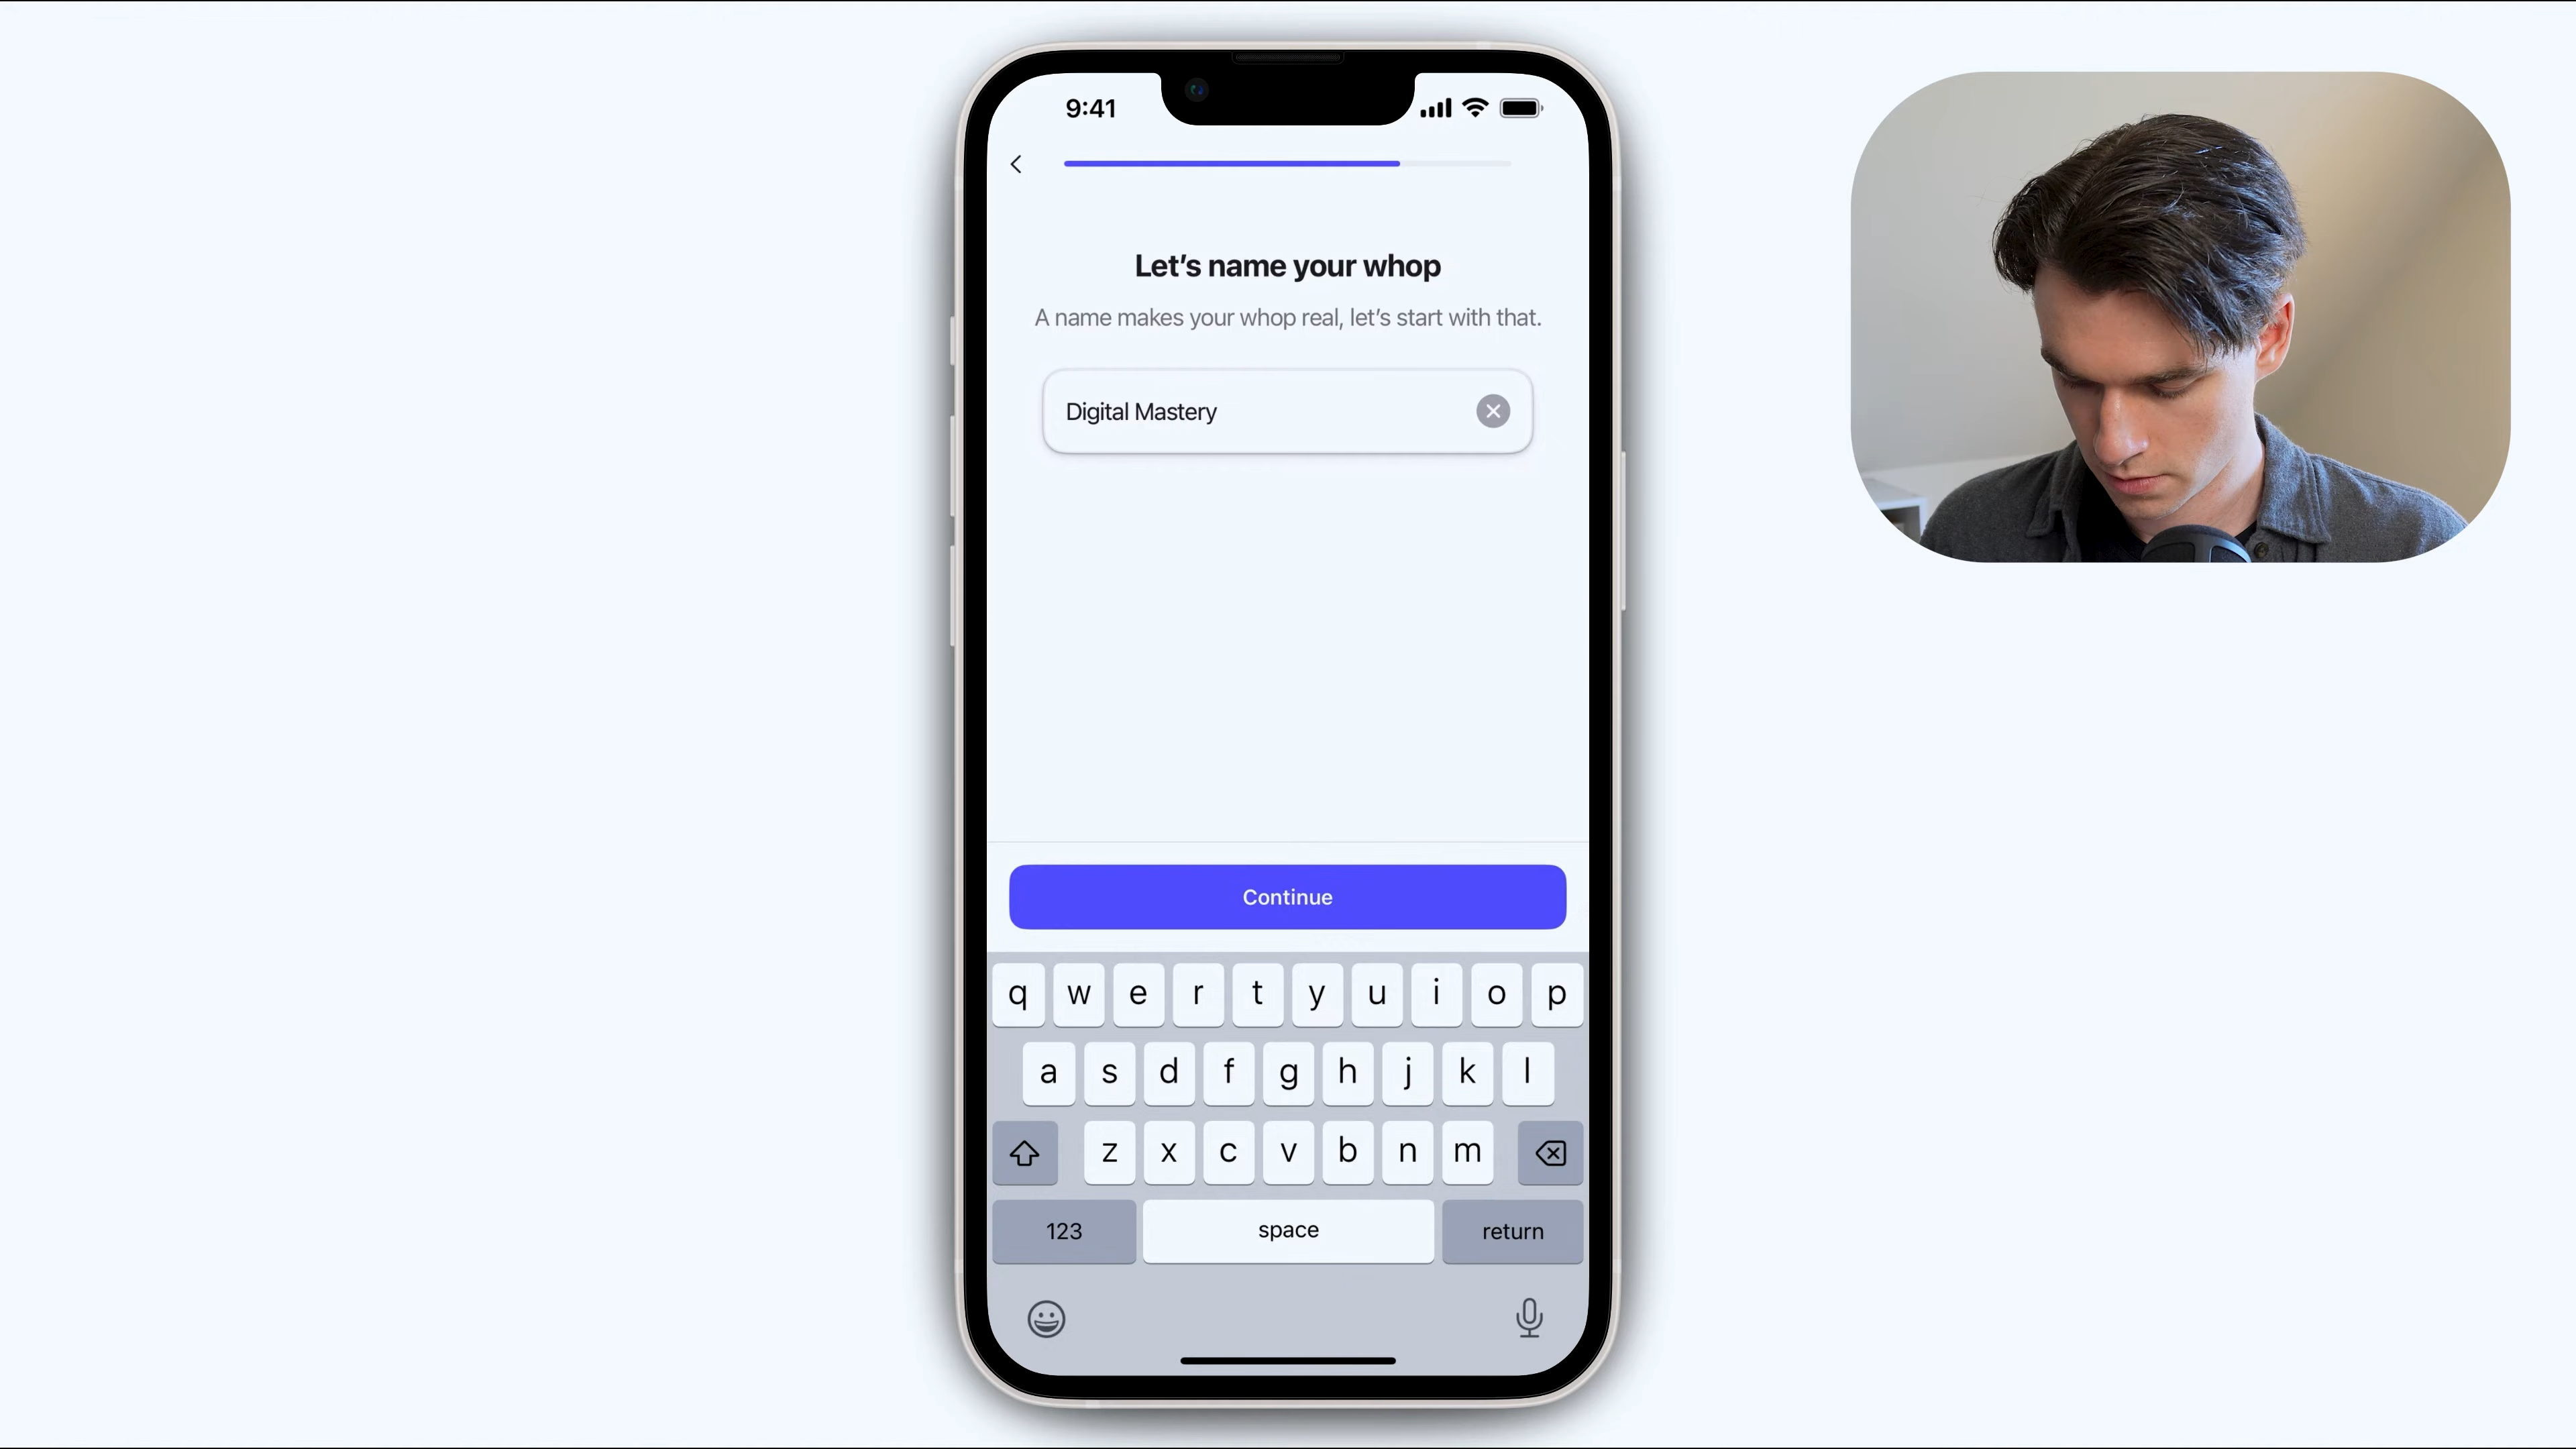 9:41
Let’s name your whop
A name makes your whop real, let’s start with that.
Digital Mastery
Continue
q w e r t y u i o p
a s d f g h j k l
z x c v b n m
123 space return